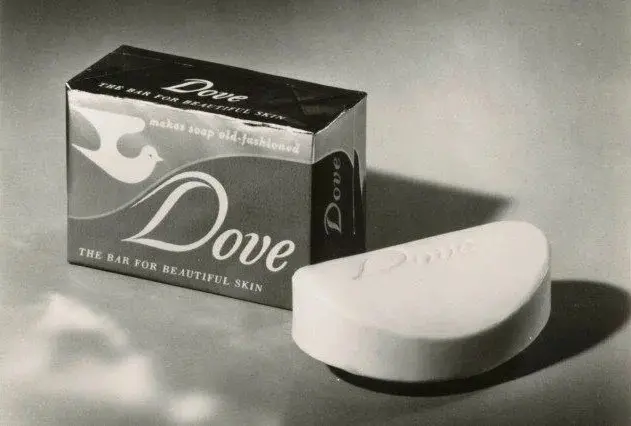 Dove
THE BAR FOR BEAUTIFUL SKIN
makes soap old-fashioned
Dove
THE BAR FOR BEAUTIFUL SKIN
Dove
Dove